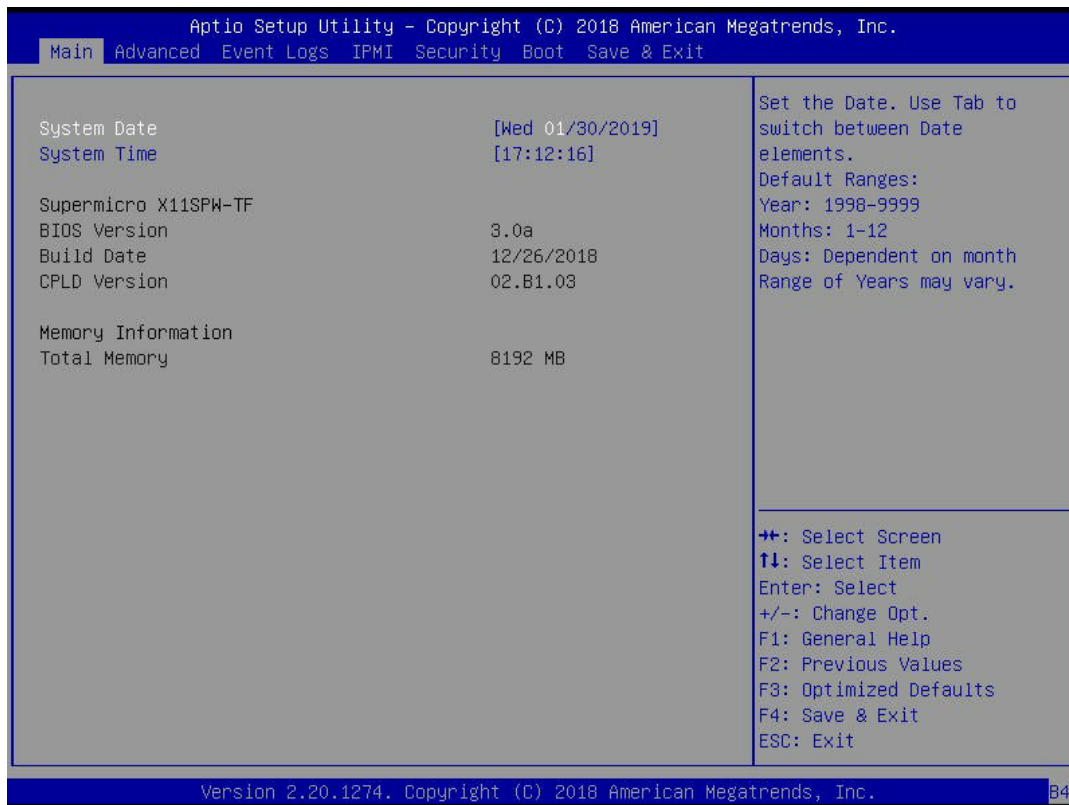 Aptio Setup Utility – Copyright (C) 2018 American Megatrends, Inc.
Main Advanced Event Logs IPMI Security Boot Save & Exit
System Date [Wed 01/30/2019]
System Time [17:12:16]
Supermicro X11SPW-TF
BIOS Version 3.0a
Build Date 12/26/2018
CPLD Version 02.B1.03
Memory Information
Total Memory 8192 MB
Set the Date. Use Tab to
switch between Date
elements.
Default Ranges:
Year: 1998-9999
Months: 1-12
Days: Dependent on month
Range of Years may vary.
→←: Select Screen
↑↓: Select Item
Enter: Select
+/-: Change Opt.
F1: General Help
F2: Previous Values
F3: Optimized Defaults
F4: Save & Exit
ESC: Exit
Version 2.20.1274. Copyright (C) 2018 American Megatrends, Inc.
B4